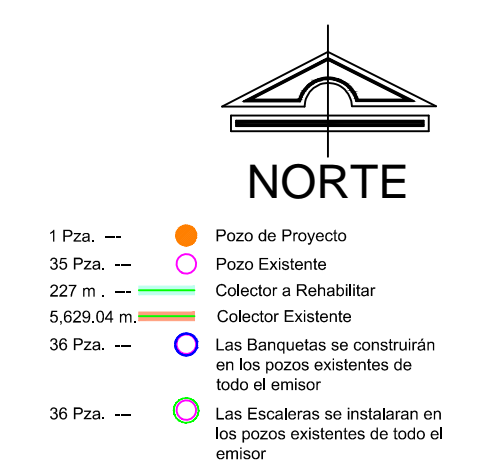 NORTE
1 Pza. --- Pozo de Proyecto
35 Pza. --- Pozo Existente
227 m . --- Colector a Rehabilitar
5,629.04 m. Colector Existente
36 Pza. --- Las Banquetas se construirán
en los pozos existentes de
todo el emisor
36 Pza. --- Las Escaleras se instalaran en
los pozos existentes de todo el
emisor